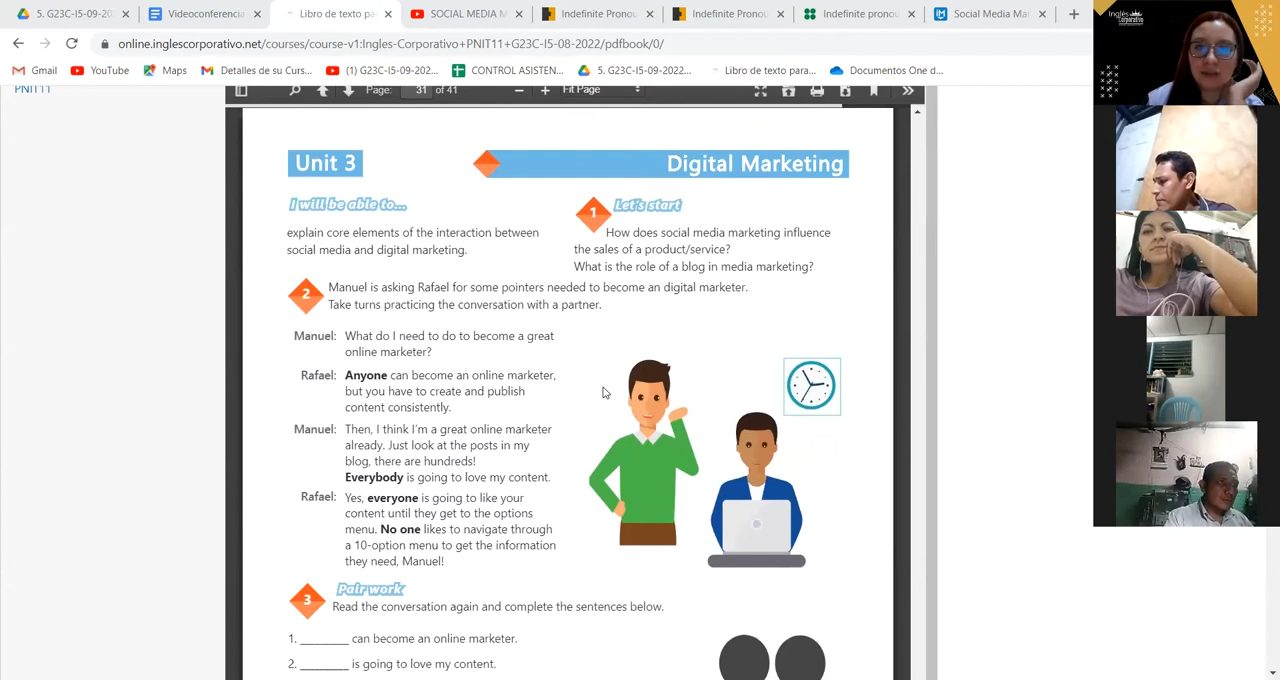 5. G23C-I5-09-20
Videoconferencia
Libro de texto pa
SOCIAL MEDIA M
Indefinite Pronou
Indefinite Pronou
Indefinite pronou
Social Media Mar
online.inglescorporativo.net/courses/course-v1:Ingles-Corporativo+PNIT11+G23C-I5-08-2022/pdfbook/0/
Gmail
YouTube
Maps
Detalles de su Curs...
(1) G23C-I5-09-202...
CONTROL ASISTEN...
5. G23C-I5-09-2022...
Libro de texto para...
Documentos One d...
PNIT11
Page: 31 of 41
Fit Page
Unit 3
Digital Marketing
I will be able to...
explain core elements of the interaction between
social media and digital marketing.
1 Let's start
How does social media marketing influence
the sales of a product/service?
What is the role of a blog in media marketing?
2 Manuel is asking Rafael for some pointers needed to become an digital marketer.
Take turns practicing the conversation with a partner.
Manuel: What do I need to do to become a great
online marketer?
Rafael: Anyone can become an online marketer,
but you have to create and publish
content consistently.
Manuel: Then, I think I'm a great online marketer
already. Just look at the posts in my
blog, there are hundreds!
Everybody is going to love my content.
Rafael: Yes, everyone is going to like your
content until they get to the options
menu. No one likes to navigate through
a 10-option menu to get the information
they need, Manuel!
3 Pair work
Read the conversation again and complete the sentences below.
1. ________ can become an online marketer.
2. ________ is going to love my content.
Inglés
Corporativo